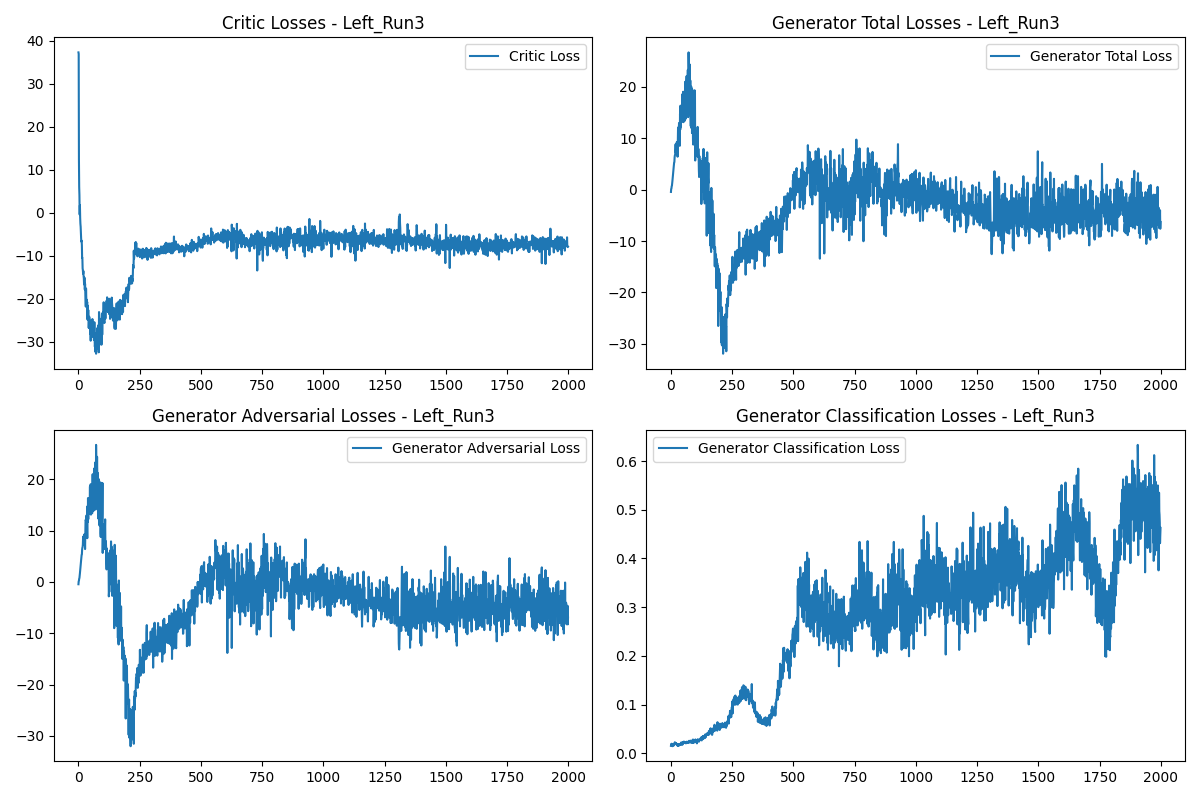 Critic Losses - Left_Run3
Critic Loss
40
30
20
10
0
−10
−20
−30
0 250 500 750 1000 1250 1500 1750 2000
Generator Total Losses - Left_Run3
Generator Total Loss
20
10
0
−10
−20
−30
0 250 500 750 1000 1250 1500 1750 2000
Generator Adversarial Losses - Left_Run3
Generator Adversarial Loss
20
10
0
−10
−20
−30
0 250 500 750 1000 1250 1500 1750 2000
Generator Classification Losses - Left_Run3
Generator Classification Loss
0.6
0.5
0.4
0.3
0.2
0.1
0.0
0 250 500 750 1000 1250 1500 1750 2000